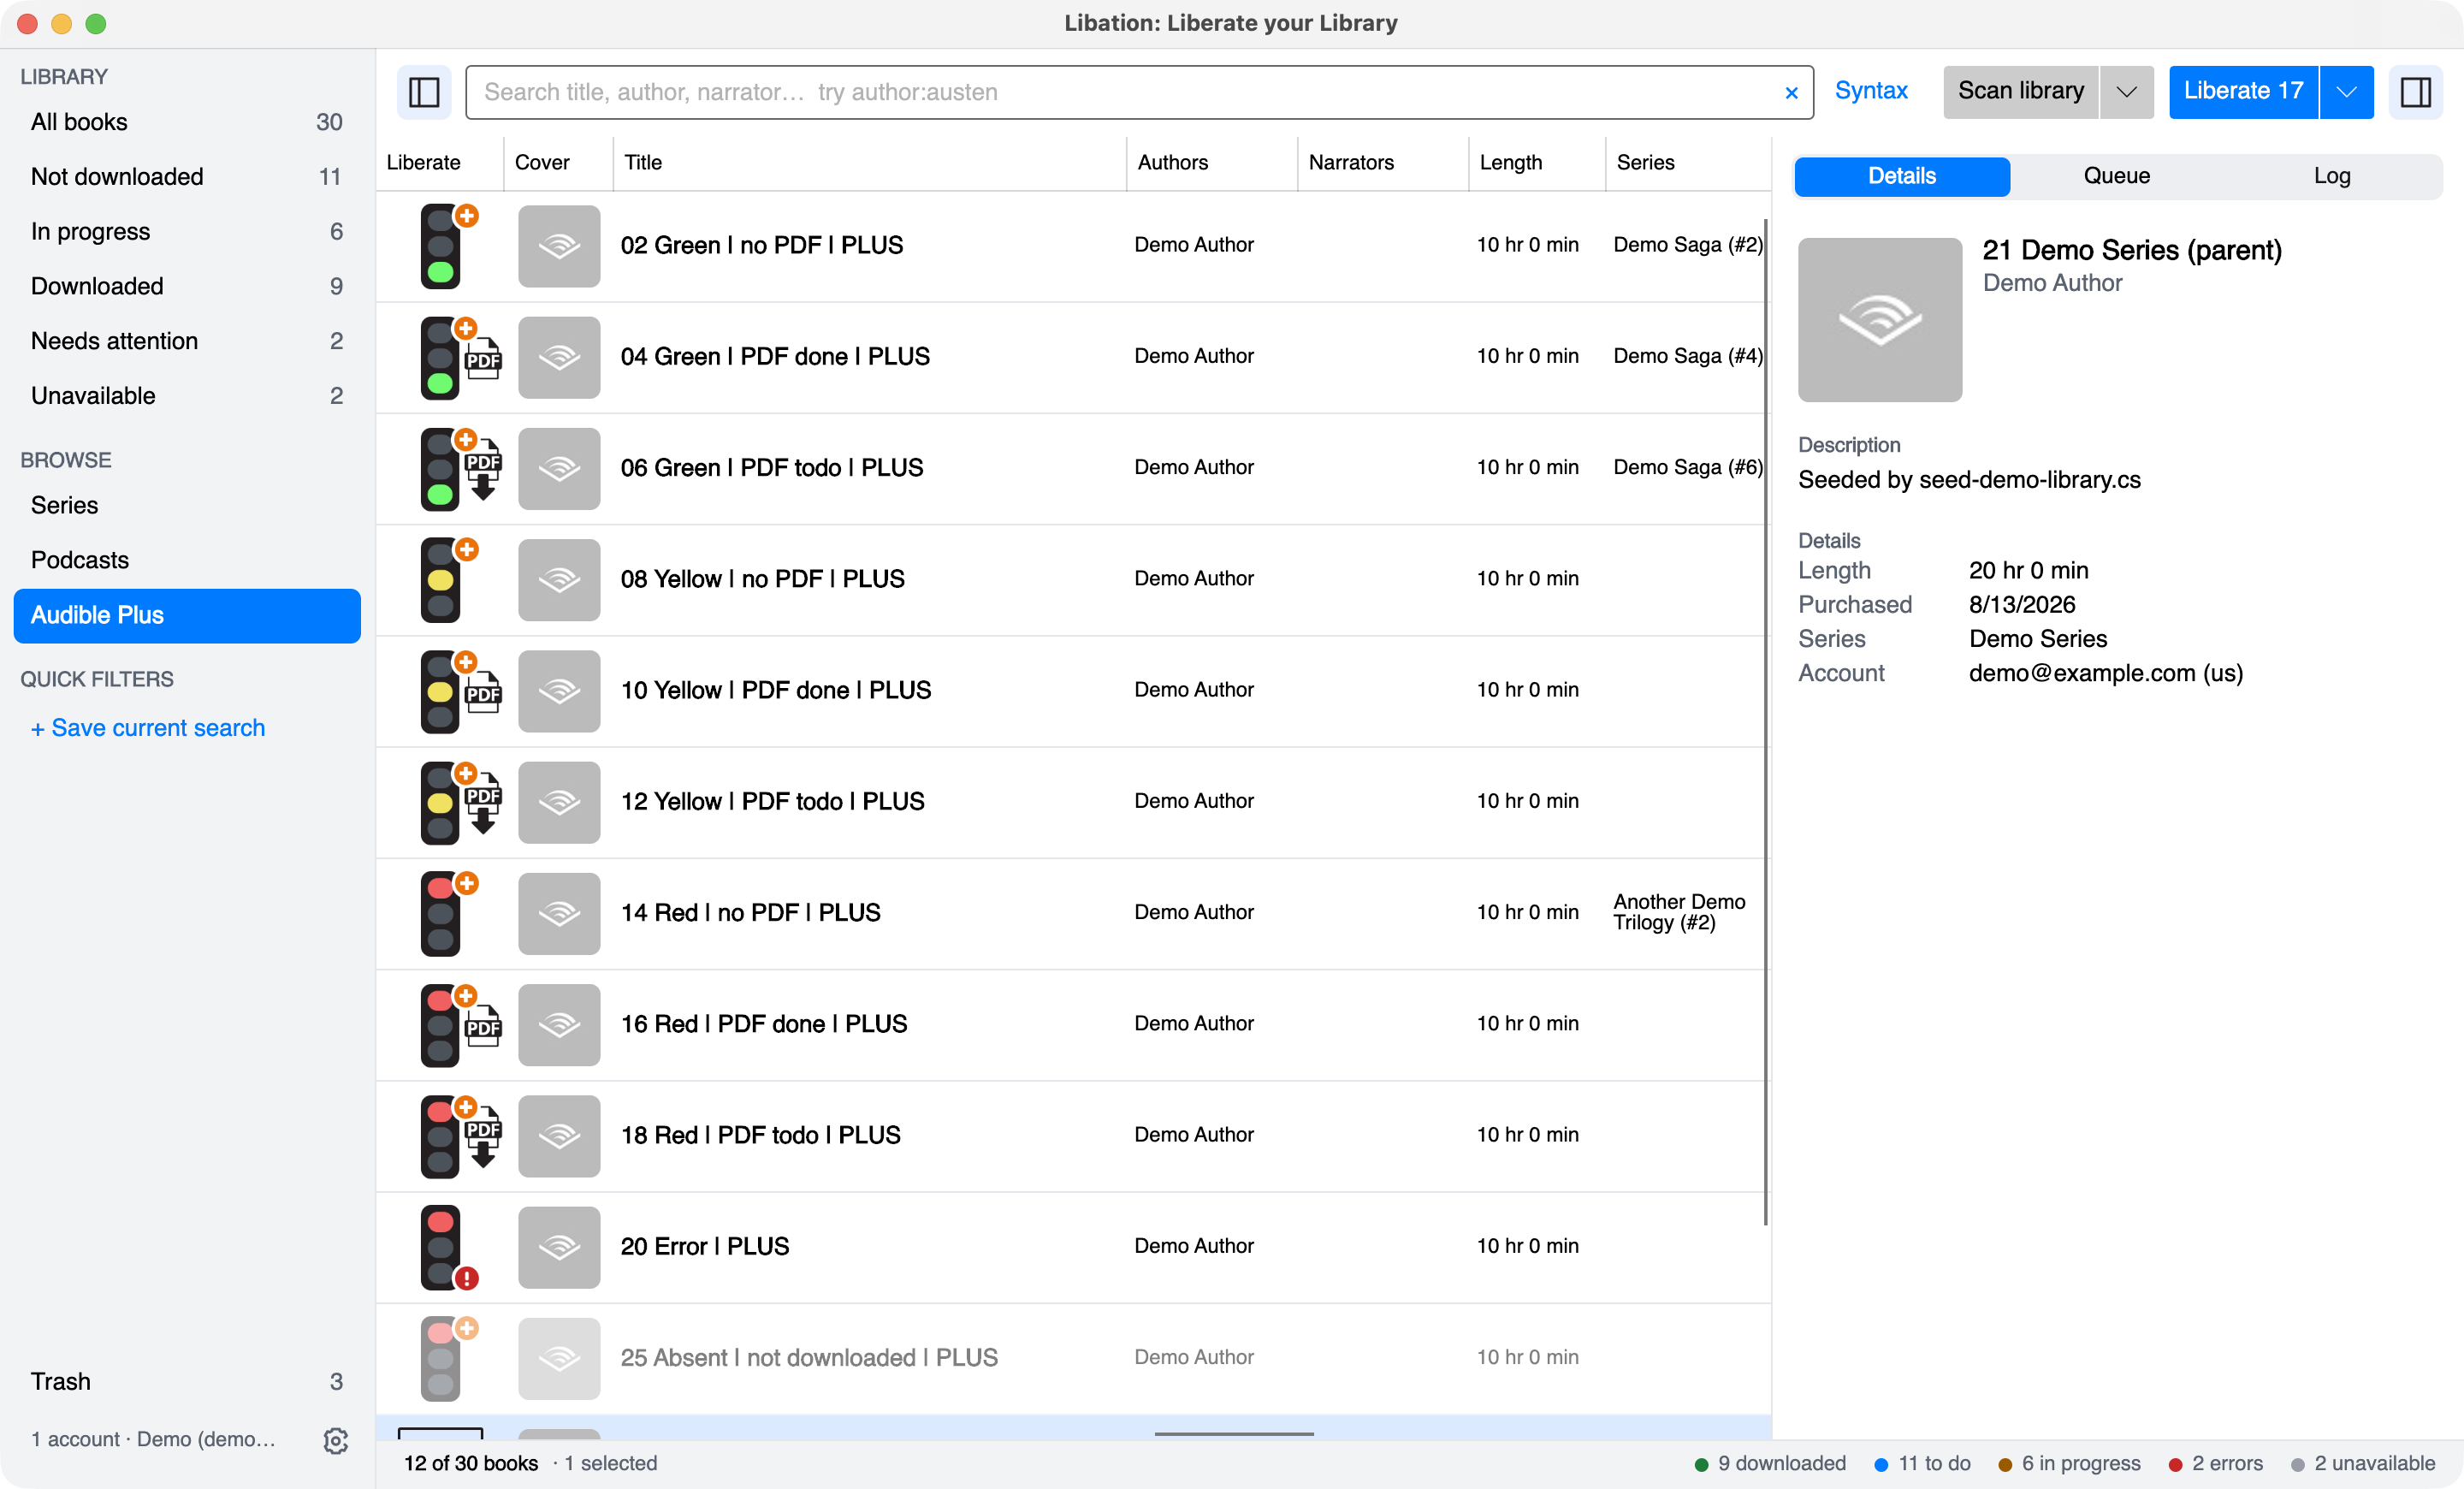 Libation: Liberate your Library
LIBRARY
All books 30
Not downloaded 11
In progress 6
Downloaded 9
Needs attention 2
Unavailable 2
BROWSE
Series
Podcasts
Audible Plus
QUICK FILTERS
+ Save current search
Trash 3
1 account · Demo (demo…
Search title, author, narrator… try author:austen
×
Syntax
Scan library
Liberate 17
Liberate Cover Title Authors Narrators Length Series
02 Green | no PDF | PLUS Demo Author 10 hr 0 min Demo Saga (#2)
PDF 04 Green | PDF done | PLUS Demo Author 10 hr 0 min Demo Saga (#4)
PDF 06 Green | PDF todo | PLUS Demo Author 10 hr 0 min Demo Saga (#6)
08 Yellow | no PDF | PLUS Demo Author 10 hr 0 min
PDF 10 Yellow | PDF done | PLUS Demo Author 10 hr 0 min
PDF 12 Yellow | PDF todo | PLUS Demo Author 10 hr 0 min
14 Red | no PDF | PLUS Demo Author 10 hr 0 min Another Demo
Trilogy (#2)
PDF 16 Red | PDF done | PLUS Demo Author 10 hr 0 min
PDF 18 Red | PDF todo | PLUS Demo Author 10 hr 0 min
20 Error | PLUS Demo Author 10 hr 0 min
25 Absent | not downloaded | PLUS Demo Author 10 hr 0 min
Details Queue Log
21 Demo Series (parent)
Demo Author
Description
Seeded by seed-demo-library.cs
Details
Length 20 hr 0 min
Purchased 8/13/2026
Series Demo Series
Account demo@example.com (us)
12 of 30 books · 1 selected
9 downloaded 11 to do 6 in progress 2 errors 2 unavailable